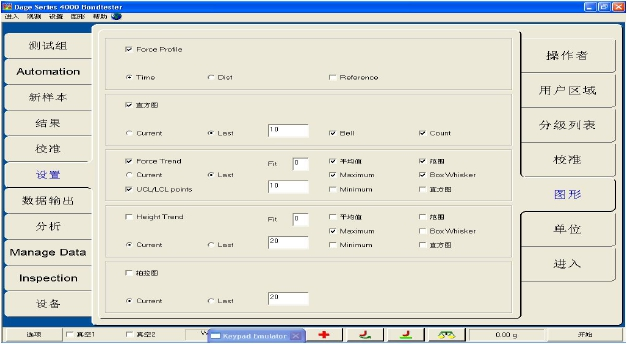 Dage Series 4000 Bondtester
进入 观测 设置 图形 帮助
测试组
Automation
新样本
结果
校准
设置
数据输出
分析
Manage Data
Inspection
设备
Force Profile
Time Dist Reference
直方图
Current Last 10 Bell Count
Force Trend Fit 0 平均值 范围
Current Last Maximum Box Whisker
UCL/LCL points 10 Minimum 直方图
Height Trend Fit 0 平均值 范围
Maximum Box Whisker
Current Last 20 Minimum 直方图
Current Last 20
操作者
用户区域
分级列表
校准
图形
单位
进入
选项 真空1 真空2 Keypad Emulator 0.00 g 开始